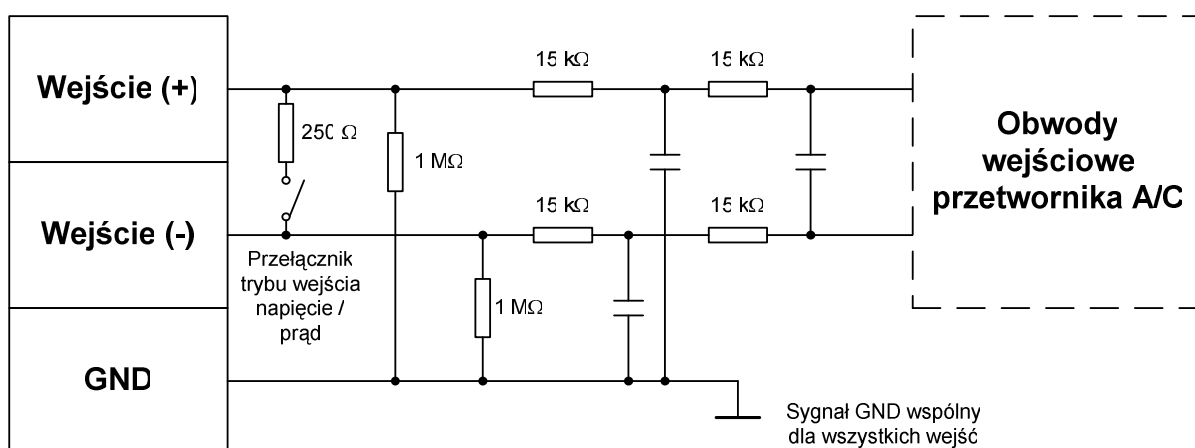 Wejście (+)
Wejście (-)
GND
250 Ω
Przełącznik
trybu wejścia
napięcie /
prąd
1 MΩ
1 MΩ
15 kΩ
15 kΩ
15 kΩ
15 kΩ
Obwody
wejściowe
przetwornika A/C
Sygnał GND wspólny
dla wszystkich wejść